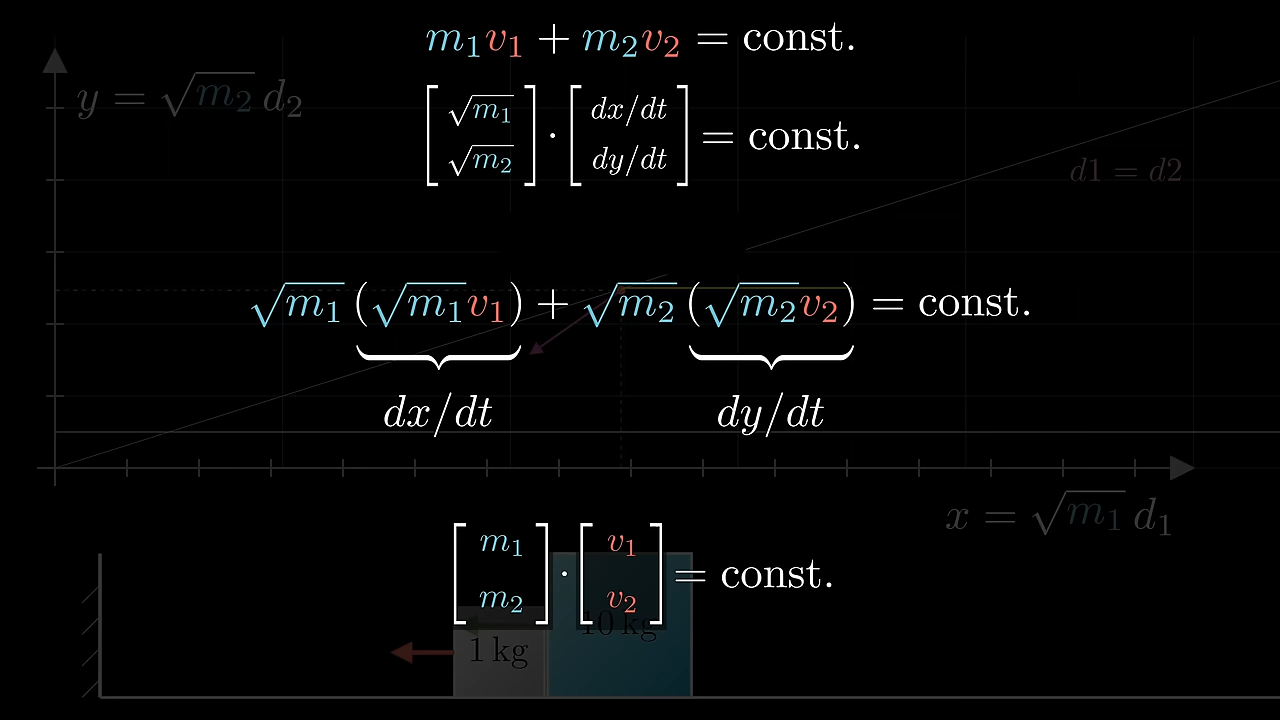 m₁v₁ + m₂v₂ = const.
y = √m₂ d₂
[√m₁ √m₂] · [dx/dt dy/dt] = const.
d1 = d2
√m₁ (√m₁v₁) + √m₂ (√m₂v₂) = const.
dx/dt dy/dt
x = √m₁ d₁
[m₁ m₂] · [v₁ v₂] = const.
10 kg
1 kg